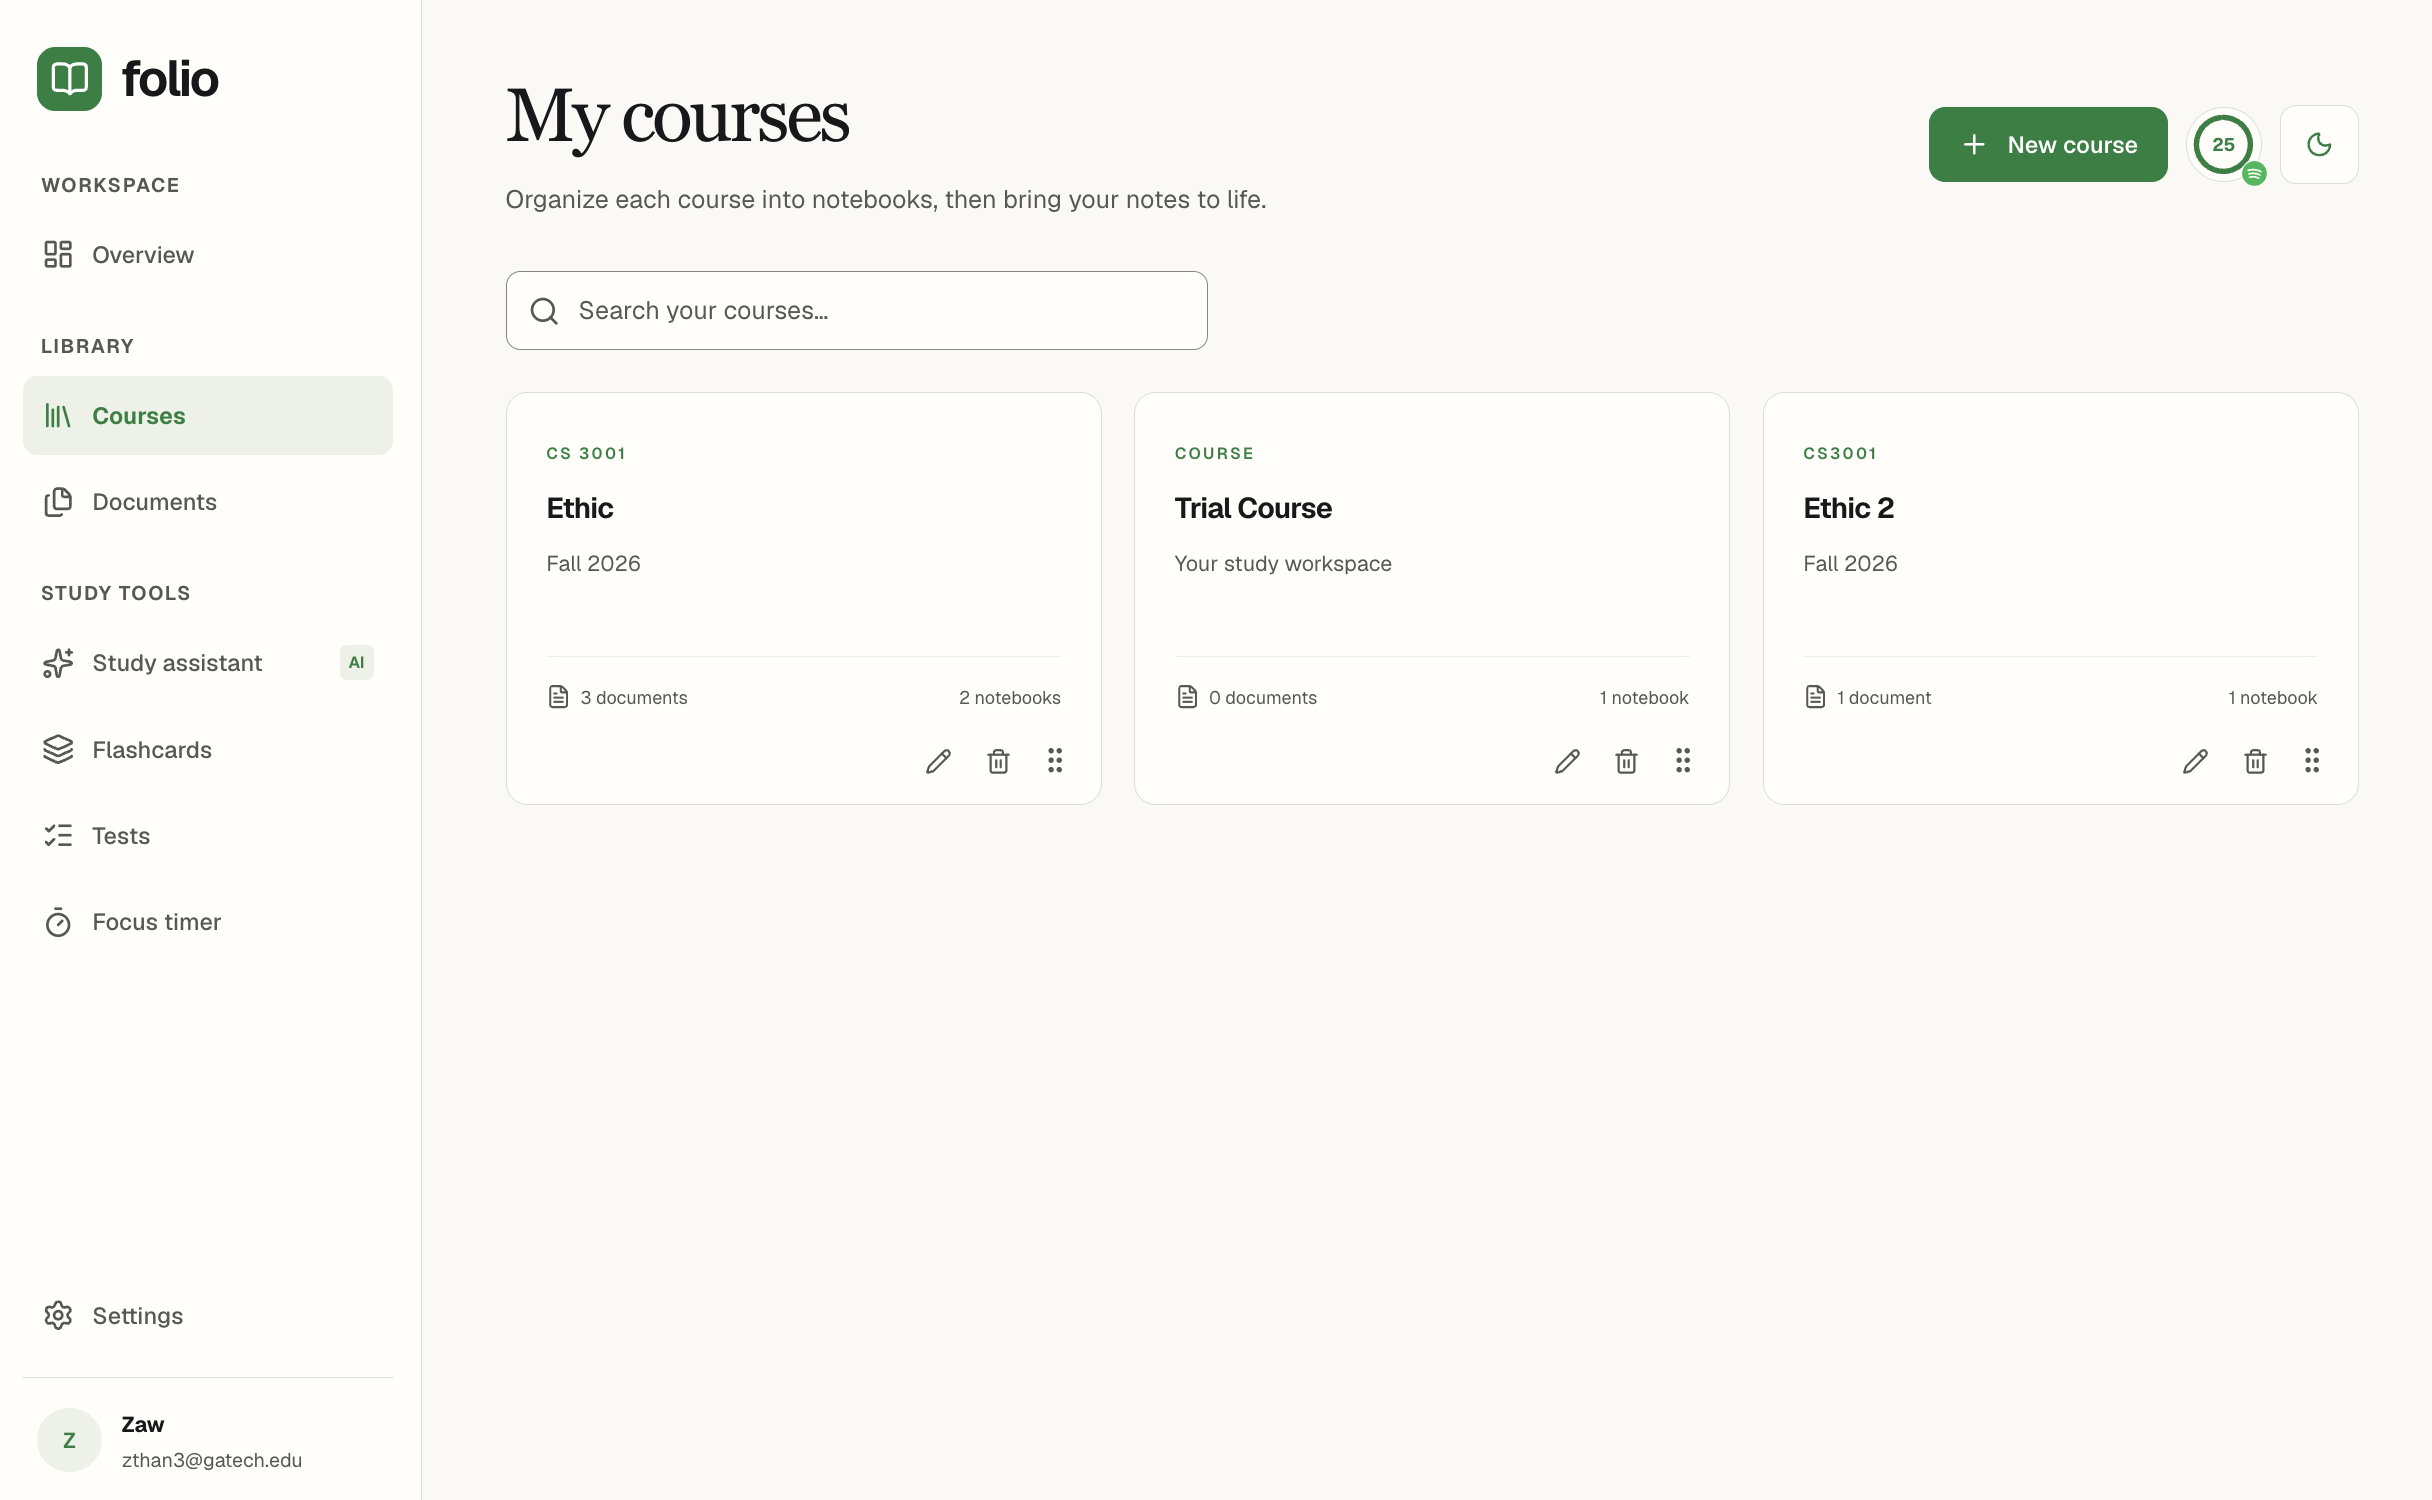 folio
WORKSPACE
Overview
LIBRARY
Courses
Documents
STUDY TOOLS
Study assistant AI
Flashcards
Tests
Focus timer
Settings
Z
Zaw
zthan3@gatech.edu
My courses
Organize each course into notebooks, then bring your notes to life.
New course
25
Search your courses...
CS 3001
Ethic
Fall 2026
3 documents 2 notebooks
COURSE
Trial Course
Your study workspace
0 documents 1 notebook
CS3001
Ethic 2
Fall 2026
1 document 1 notebook